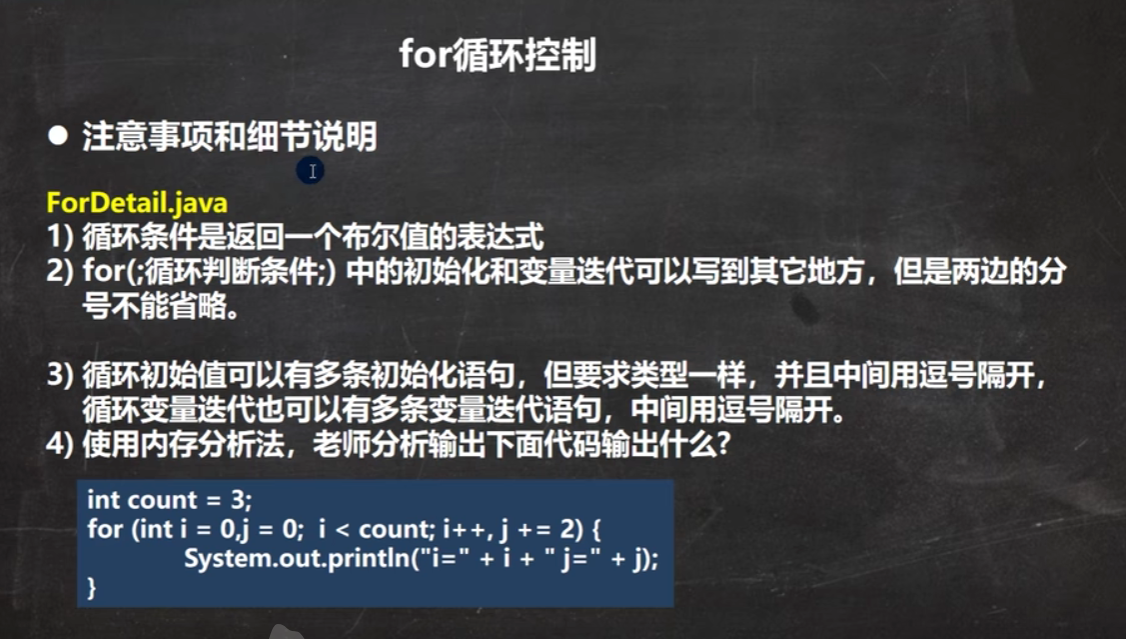 for循环控制
● 注意事项和细节说明
ForDetail.java
1) 循环条件是返回一个布尔值的表达式
2) for(;循环判断条件;) 中的初始化和变量迭代可以写到其它地方，但是两边的分
号不能省略。
3) 循环初始值可以有多条初始化语句，但要求类型一样，并且中间用逗号隔开，
循环变量迭代也可以有多条变量迭代语句，中间用逗号隔开。
4) 使用内存分析法，老师分析输出下面代码输出什么?
int count = 3;
for (int i = 0,j = 0;  i < count; i++, j += 2) {
System.out.println("i=" + i + " j=" + j);
}